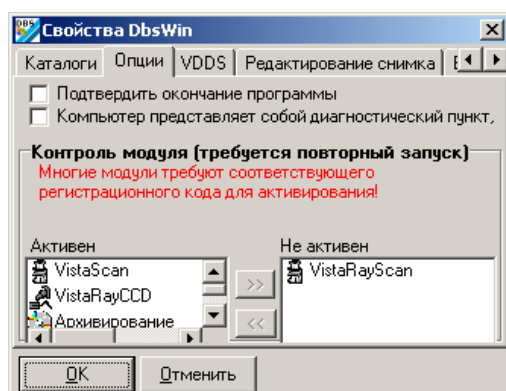 DBS
Свойства DbsWin
Каталоги Опции VDDS Редактирование снимка
Подтвердить окончание программы
Компьютер представляет собой диагностический пункт,
Контроль модуля (требуется повторный запуск)
Многие модули требуют соответствующего
регистрационного кода для активирования!
Активен Не активен
VistaScan >> VistaRayScan
VistaRayCCD
Архивирование <<
OK Отменить